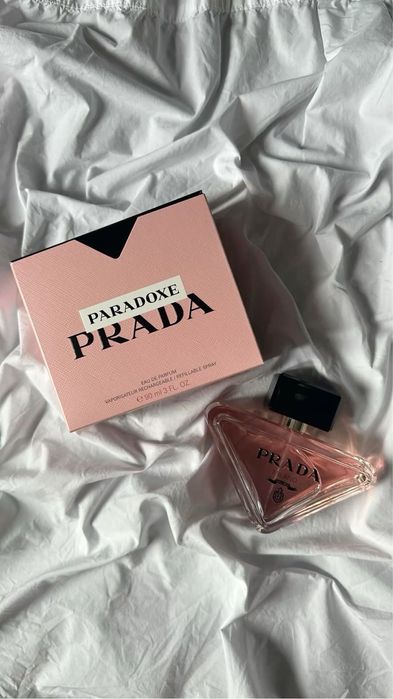 PARADOXE
PRADA
EAU DE PARFUM
VAPORISATEUR RECHARGEABLE / REFILLABLE SPRAY
℮ 90 ml 3 FL. OZ
PRADA